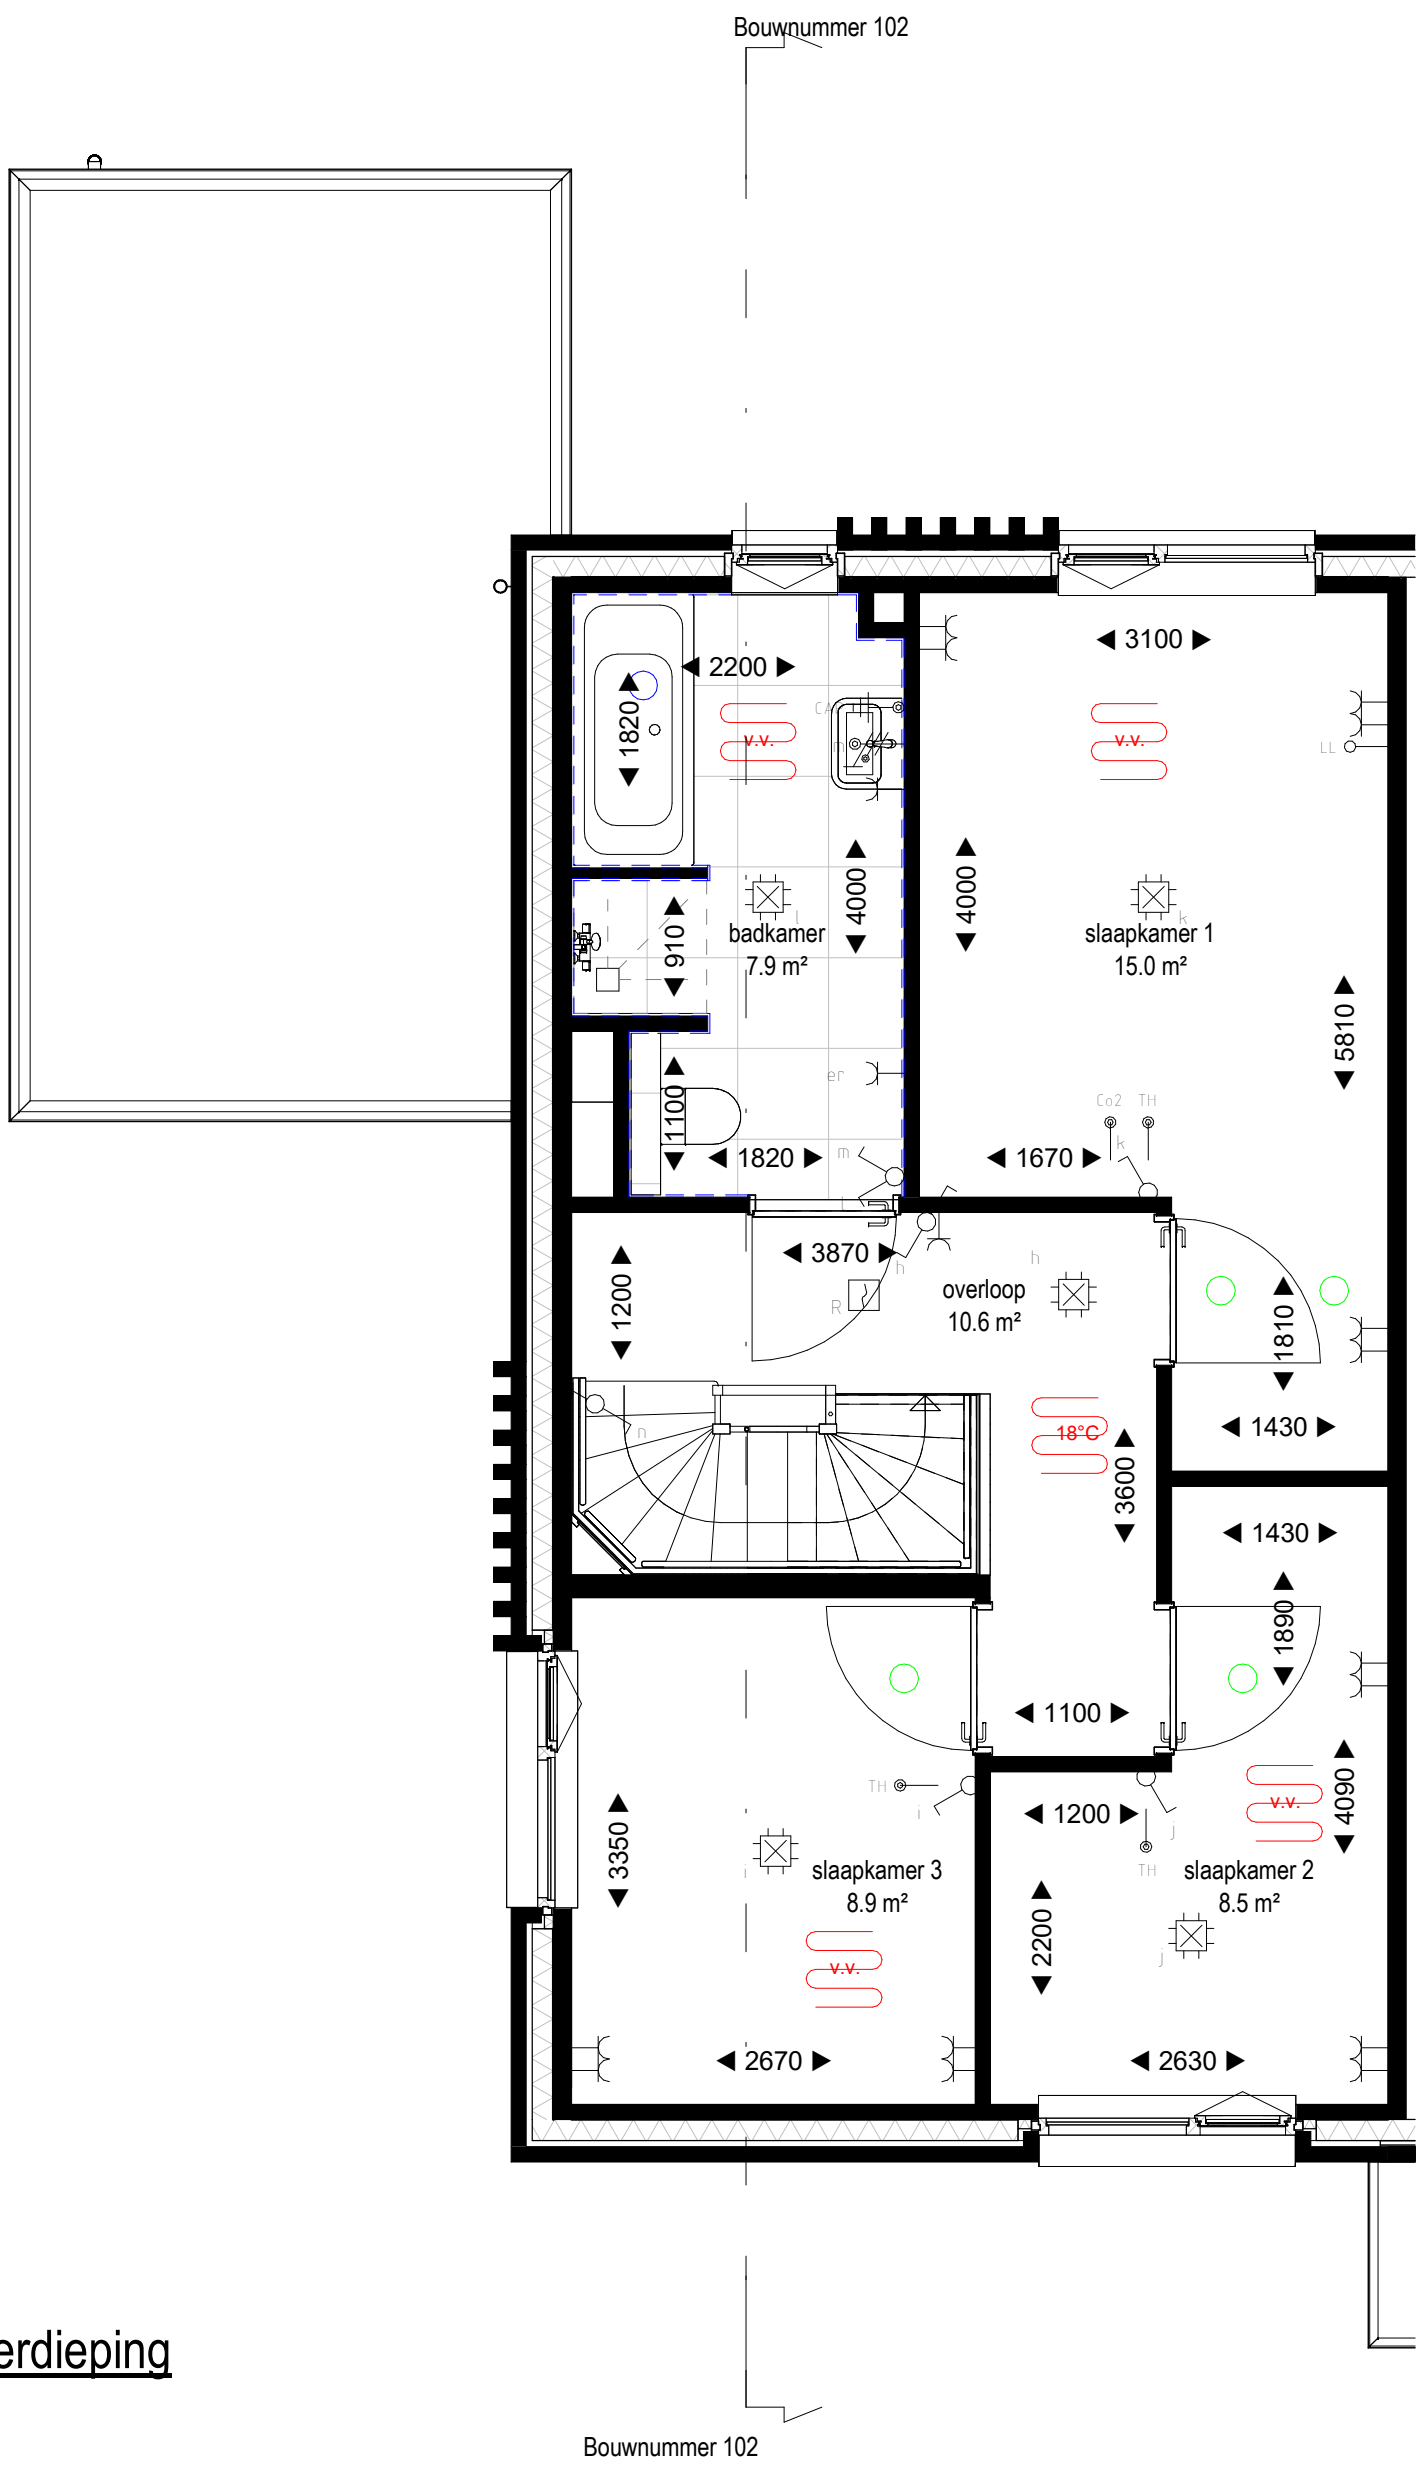 Bouwnummer 102
3100
2200
1820
CAI
m
v.v.
v.v.
LL
4000
4000
910
l
k
badkamer
7.9 m²
slaapkamer 1
15.0 m²
5810
er
1100
Co2 TH
k
m
1820
1670
l
3870
h
h
1200
overloop
10.6 m²
R
1810
18°C
1430
n
3600
1430
1890
1100
TH
i
1200
v.v.
4090
j
3350
i
slaapkamer 3
8.9 m²
TH
slaapkamer 2
8.5 m²
2200
j
v.v.
2670
2630
erdieping
Bouwnummer 102